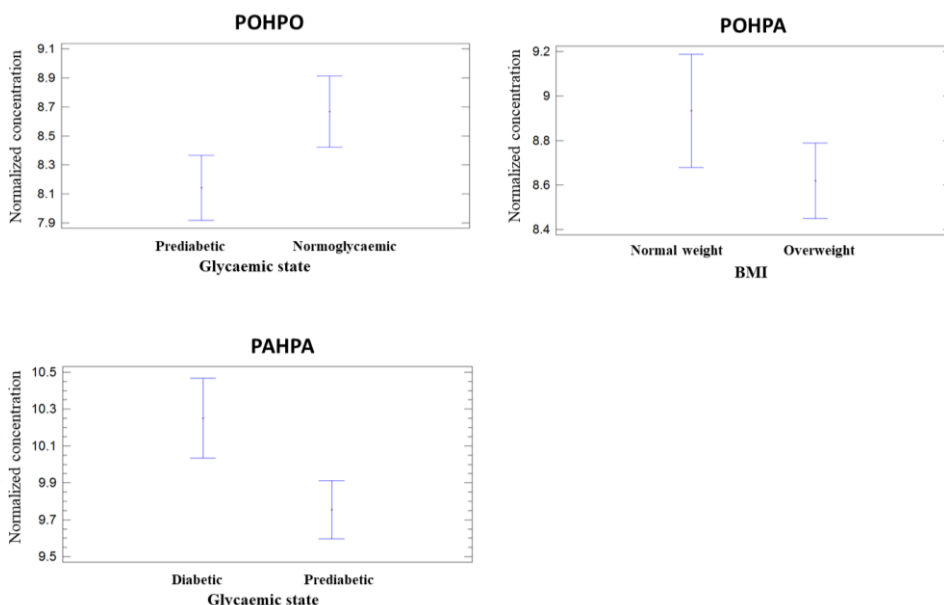 POHPO
Normalized concentration
9.1
8.9
8.7
8.5
8.3
8.1
7.9
Prediabetic Normoglycaemic
Glycaemic state
POHPA
Normalized concentration
9.2
9
8.8
8.6
8.4
Normal weight Overweight
BMI
PAHPA
Normalized concentration
10.5
10.3
10.1
9.9
9.7
9.5
Diabetic Prediabetic
Glycaemic state